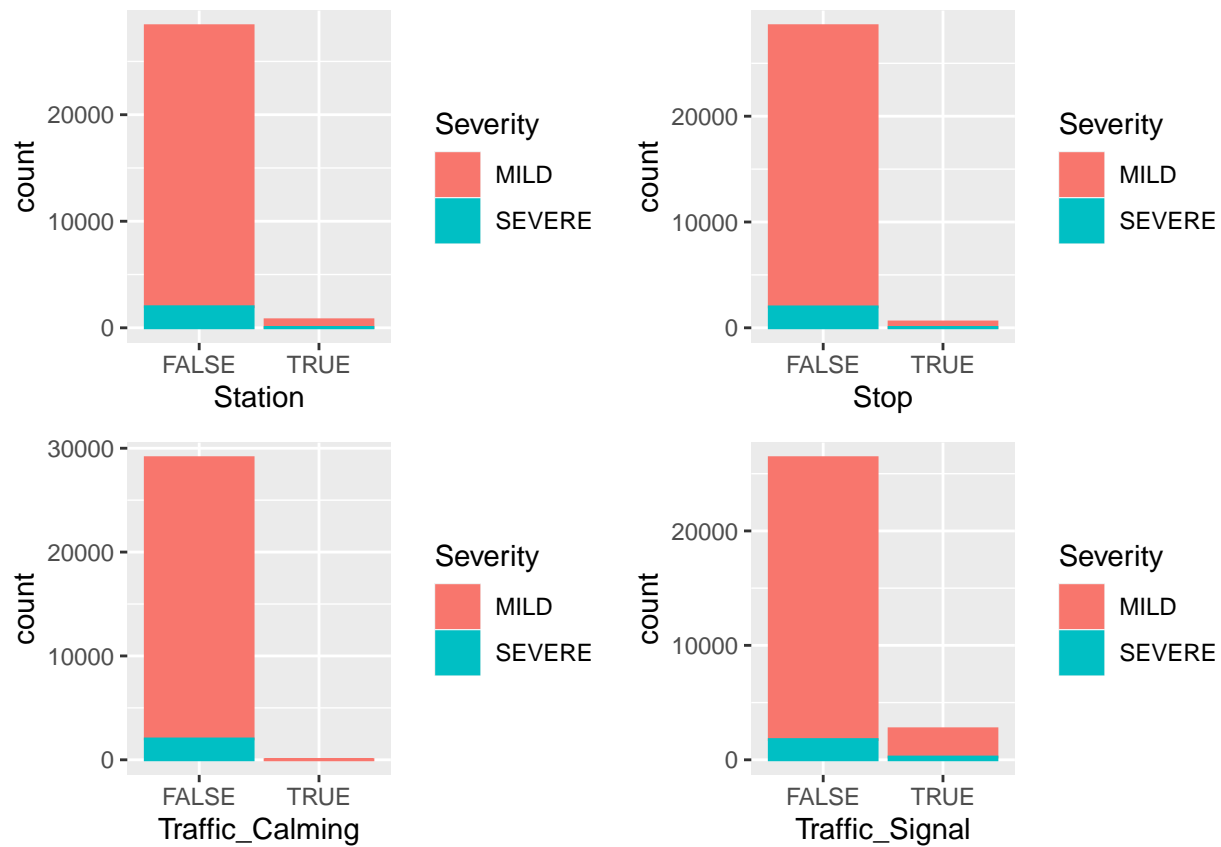 count
20000
10000
0
FALSE
TRUE
Station
Severity
MILD
SEVERE
count
20000
10000
0
FALSE
TRUE
Stop
Severity
MILD
SEVERE
count
30000
20000
10000
0
FALSE
TRUE
Traffic_Calming
Severity
MILD
SEVERE
count
20000
10000
0
FALSE
TRUE
Traffic_Signal
Severity
MILD
SEVERE